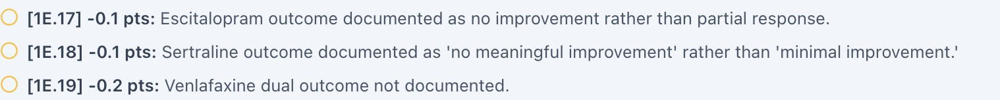 [1E.17] -0.1 pts: Escitalopram outcome documented as no improvement rather than partial response.
[1E.18] -0.1 pts: Sertraline outcome documented as 'no meaningful improvement' rather than 'minimal improvement.'
[1E.19] -0.2 pts: Venlafaxine dual outcome not documented.